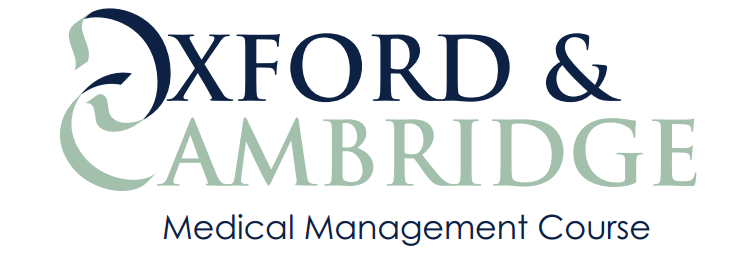 OXFORD &
CAMBRIDGE
Medical Management Course